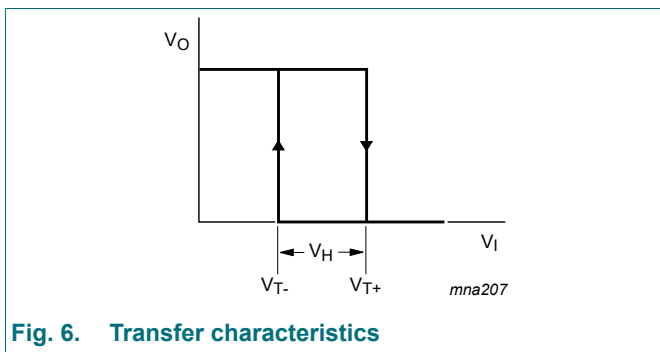 VO
VH
VI
VT-
VT+
mna207
Fig. 6. Transfer characteristics